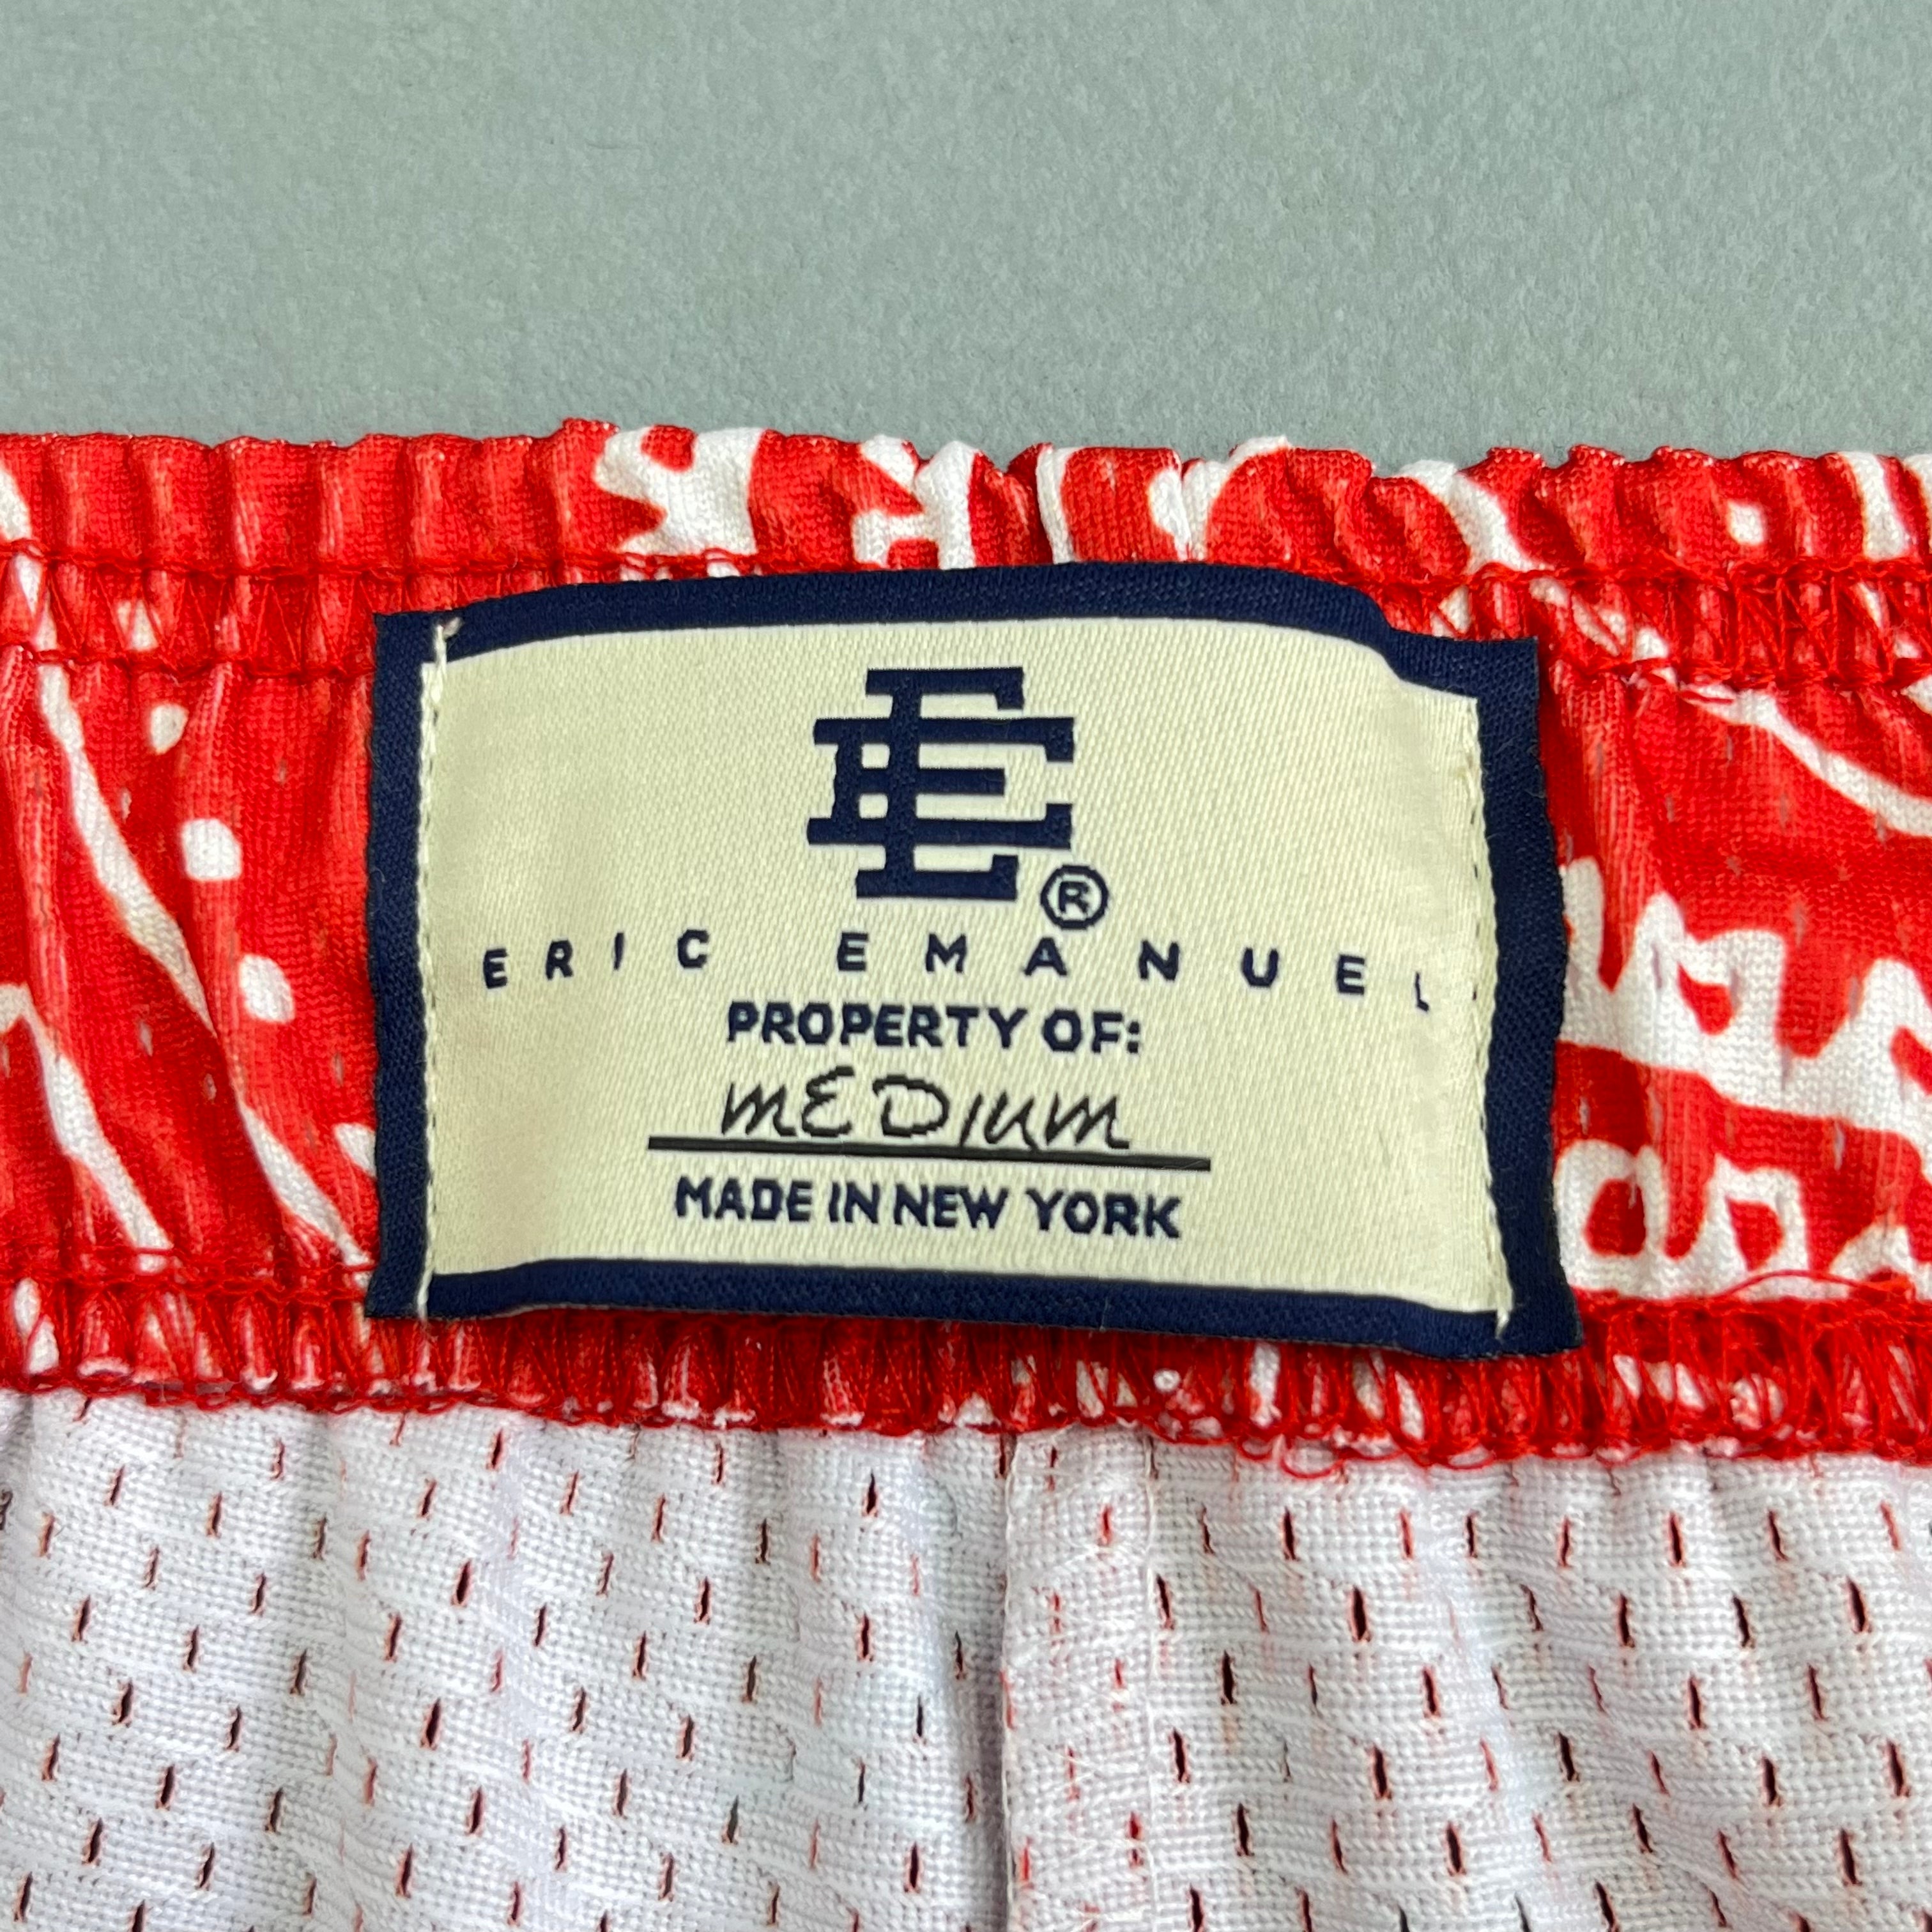 EE®
ERIC EMANUEL
PROPERTY OF:
mEDIum
MADE IN NEW YORK